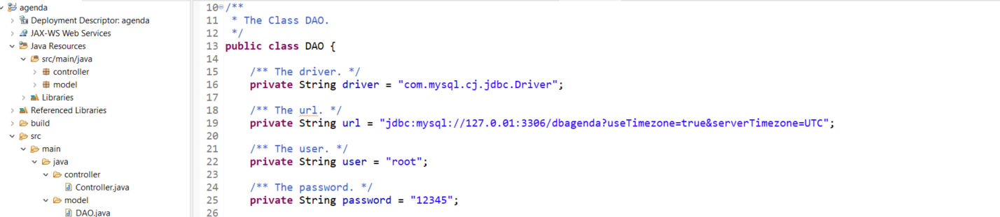 agenda
Deployment Descriptor: agenda
JAX-WS Web Services
Java Resources
src/main/java
controller
model
Libraries
Referenced Libraries
build
src
main
java
controller
Controller.java
model
DAO.java
10 /**
11 * The Class DAO.
12 */
13 public class DAO {
14
15 /** The driver. */
16 private String driver = "com.mysql.cj.jdbc.Driver";
17
18 /** The url. */
19 private String url = "jdbc:mysql://127.0.01:3306/dbagenda?useTimezone=true&serverTimezone=UTC";
20
21 /** The user. */
22 private String user = "root";
23
24 /** The password. */
25 private String password = "12345";
26